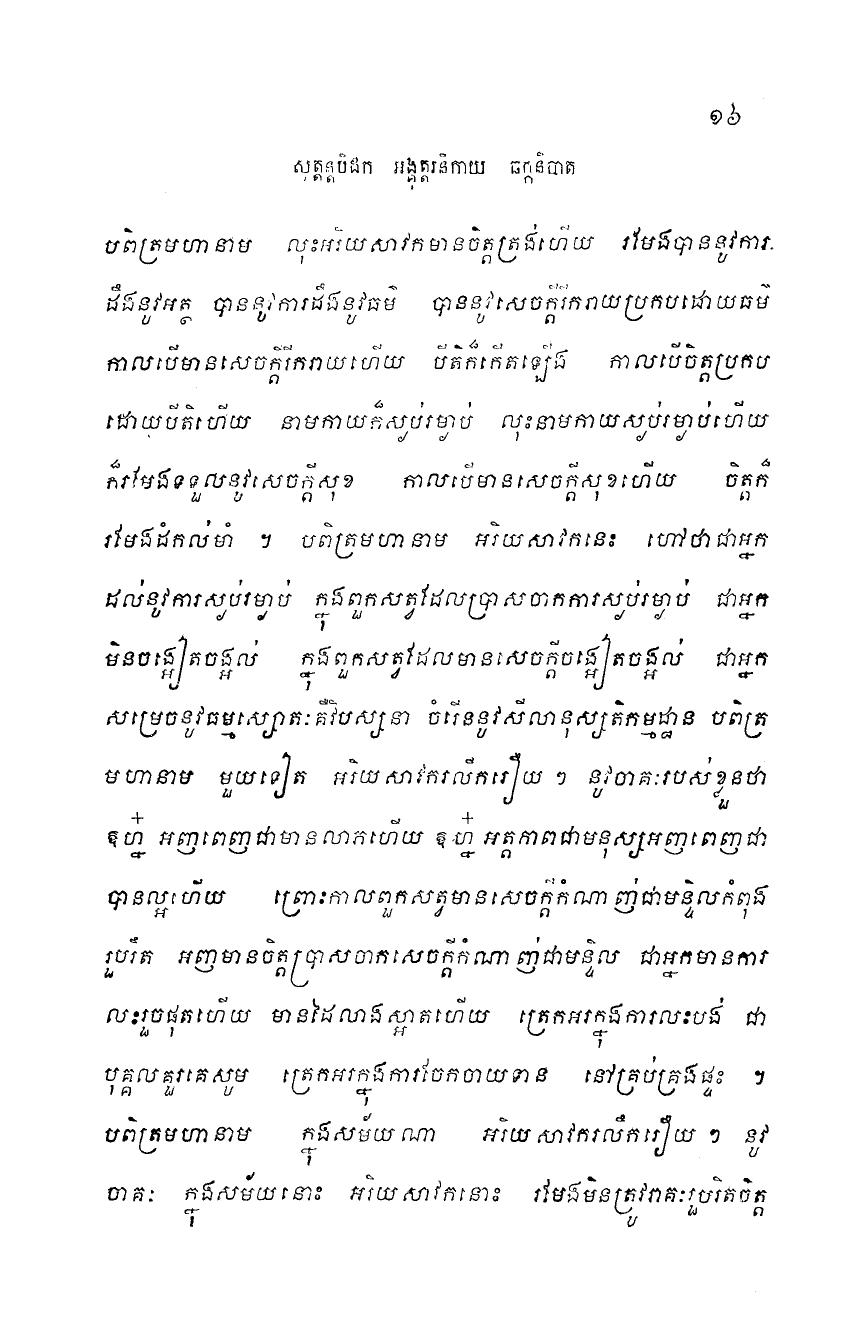 ១៦
សុត្តន្តបិដក អង្គុត្តរនិកាយ ឆក្កនិបាត
បពិត្រមហានាម លុះអរិយសាវកមានចិត្តត្រង់ហើយ រមែងបាននូវការ
ដឹងនូវអត្ថ បាននូវការដឹងនូវធម៌ បាននូវសេចក្តីរីករាយប្រកបដោយធម៌
កាលបើមានសេចក្តីរីករាយហើយ បីតិក៏កើតឡើង កាលបើចិត្តប្រកប
ដោយបីតិហើយ នាមកាយក៏ស្ងប់រម្ងាប់ លុះនាមកាយស្ងប់រម្ងាប់ហើយ
ក៏រមែងទទួលនូវសេចក្តីសុខ កាលបើមានសេចក្តីសុខហើយ ចិត្តក៏
រមែងដំកល់មាំ ។ បពិត្រមហានាម អរិយសាវកនេះ ហៅថាជាអ្នក
ដល់នូវការស្ងប់រម្ងាប់ ក្នុងពួកសត្វដែលប្រាសចាកការស្ងប់រម្ងាប់ ជាអ្នក
មិនចង្អៀតចង្អល់ ក្នុងពួកសត្វដែលមានសេចក្តីចង្អៀតចង្អល់ ជាអ្នក
សម្រេចនូវធម្មស្សោតៈគឺវិបស្សនា ចំរើននូវសីលានុស្សតិកម្មដ្ឋាន បពិត្រ
មហានាម មួយទៀត អរិយសាវករលឹករឿយ ៗ នូវចាគៈរបស់ខ្លួនថា
ឱហ្ន៎ អញពេញជាមានលាភហើយ ឱហ្ន៎ អត្តភាពជាមនុស្សអញពេញជា
បានល្អហើយ ព្រោះកាលពួកសត្វមានសេចក្តីកំណាញ់ជាមន្ទិលកំពុង
រួបរឹត អញមានចិត្តប្រាសចាកសេចក្តីកំណាញ់ជាមន្ទិល ជាអ្នកមានការ
លះរួចផុតហើយ មានដៃលាងស្អាតហើយ ត្រេកអរក្នុងការលះបង់ ជា
បុគ្គលគួរគេសូម ត្រេកអរក្នុងការចែកចាយទាន នៅគ្រប់គ្រងផ្ទះ ។
បពិត្រមហានាម ក្នុងសម័យណា អរិយសាវករលឹករឿយ ៗ នូវ
ចាគៈ ក្នុងសម័យនោះ អរិយសាវកនោះ រមែងមិនត្រូវរាគៈរួបរិតចិត្ត